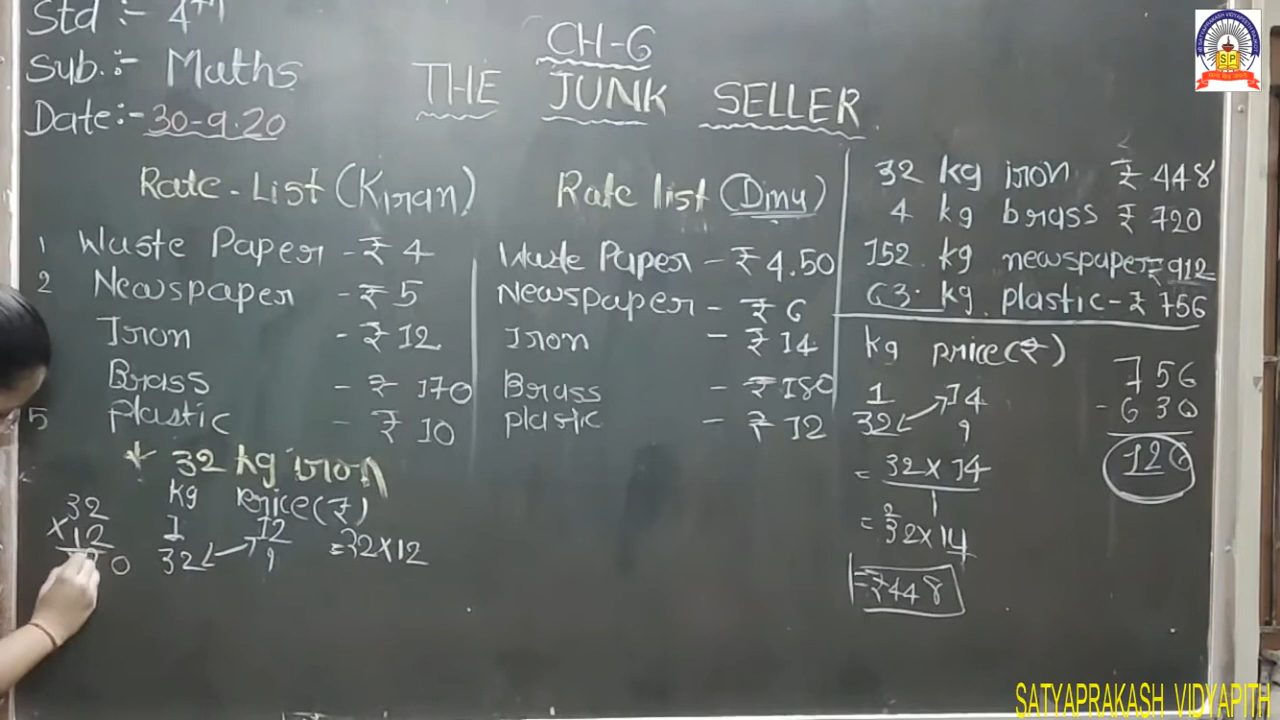 Std :- 4th
Sub. :- Maths
Date :- 30-9.20
CH-6
THE JUNK SELLER
Rate-List (Kiran)
1 Waste Paper - ₹ 4
2 Newspaper - ₹ 5
Iron - ₹ 12
Brass - ₹ 170
5 Plastic - ₹ 10
Rate list (Dinu)
Waste Paper - ₹ 4.50
Newspaper - ₹ 6
Iron - ₹ 14
Brass - ₹ 180
Plastic - ₹ 12
32 kg iron ₹ 448
4 kg brass ₹ 720
152 kg newspaper ₹ 912
63 kg plastic - ₹ 756
kg price(₹)
1 14
32 ?
= 32 × 14
1
= 32 × 14
= ₹ 448
756
- 630
126
* 32 kg iron
kg Price (₹)
1 12
32 ?
= 32 × 12
32
× 12
SATYAPRAKASH VIDYAPITH